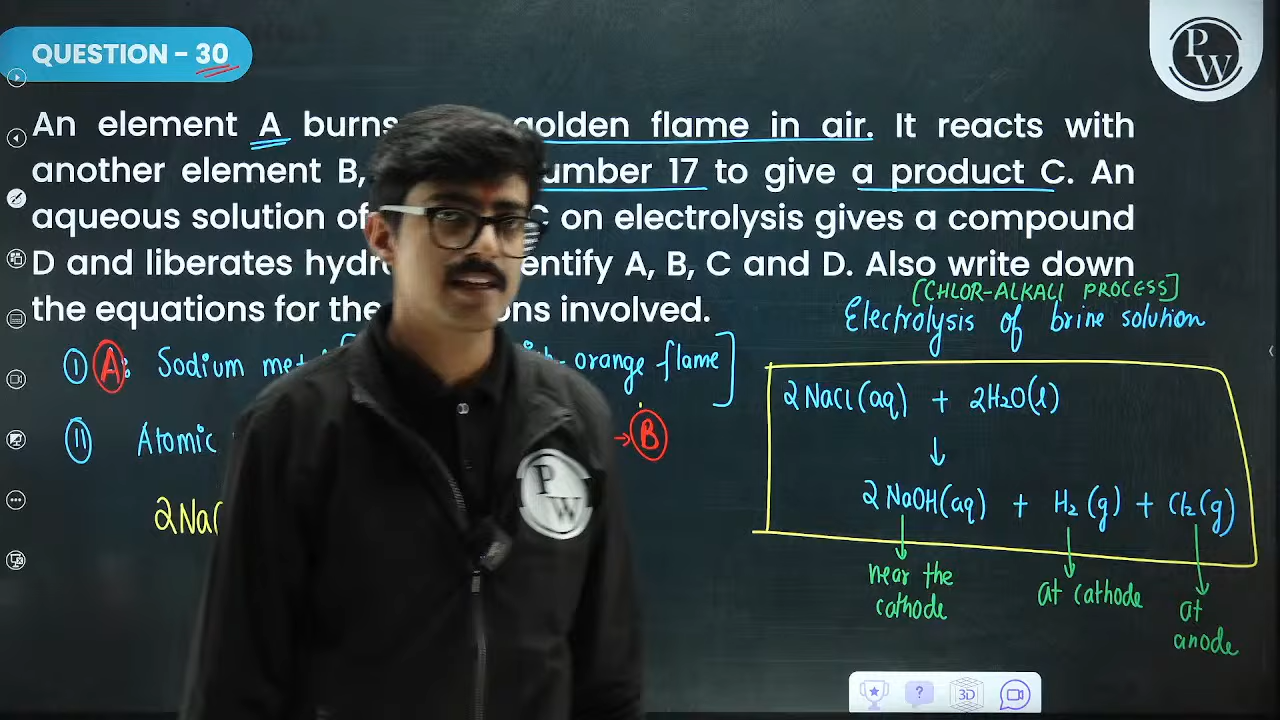 QUESTION - 30
PW
An element A burns golden flame in air. It reacts with
another element B, umber 17 to give a product C. An
aqueous solution of C on electrolysis gives a compound
D and liberates hydr entify A, B, C and D. Also write down
the equations for the ons involved.
[CHLOR-ALKALI PROCESS]
Electrolysis of brine solution
(I) A: Sodium met -orange flame]
(II) Atomic → B
2NaCl(aq) + 2H₂O(l)
↓
2NaOH(aq) + H₂(g) + Cl₂(g)
2Na(
near the
cathode
at cathode
at
anode
PW
3D